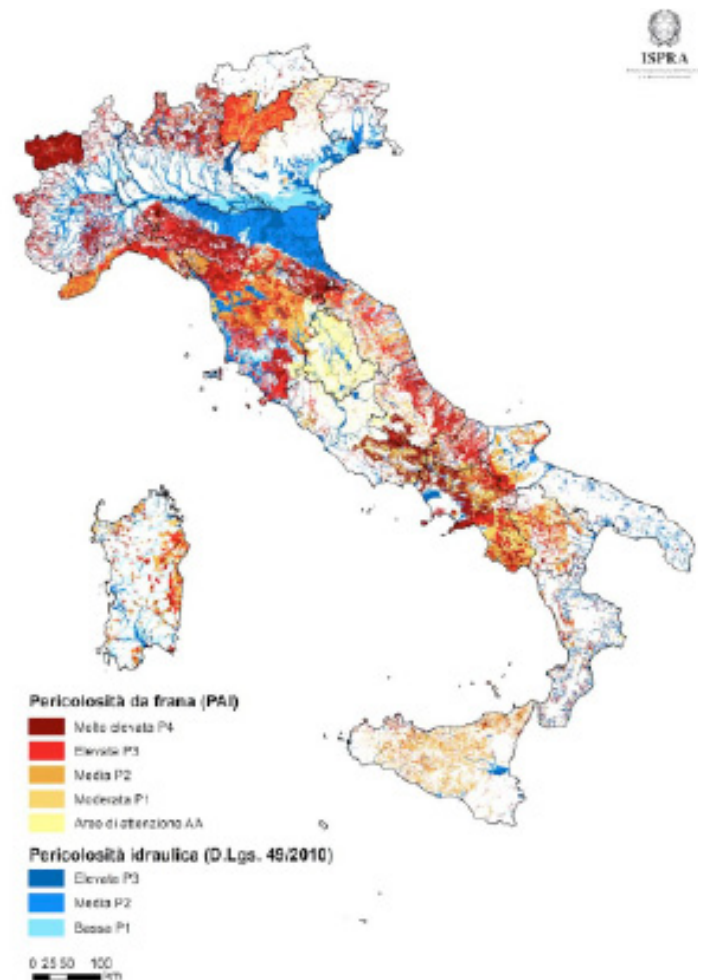 ISPRA
Pericolosità da frana (PAI)
Molto elevata P4
Elevata P3
Media P2
Moderata P1
Aree di attenzione AA
Pericolosità idraulica (D.Lgs. 49/2010)
Elevata P3
Media P2
Bassa P1
0 25 50 100